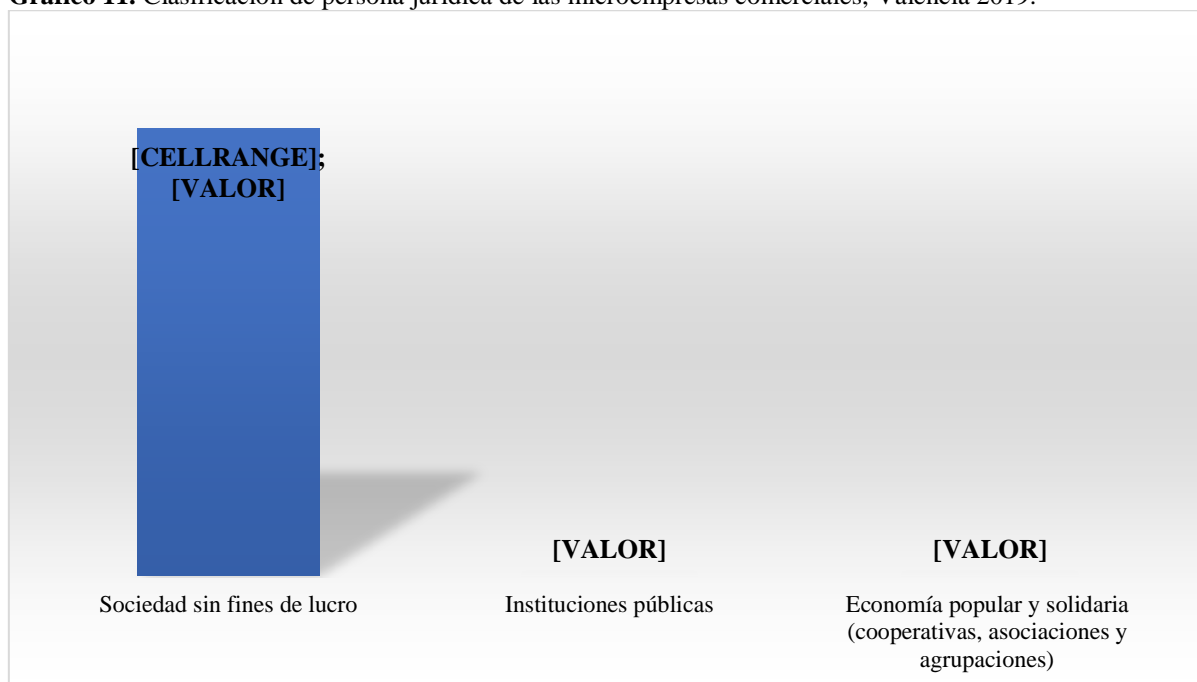 Gráfico 11. Clasificación de persona jurídica de las microempresas comerciales, Valencia 2019.
[CELLRANGE];
[VALOR]
[VALOR]
[VALOR]
Sociedad sin fines de lucro
Instituciones públicas
Economía popular y solidaria
(cooperativas, asociaciones y
agrupaciones)